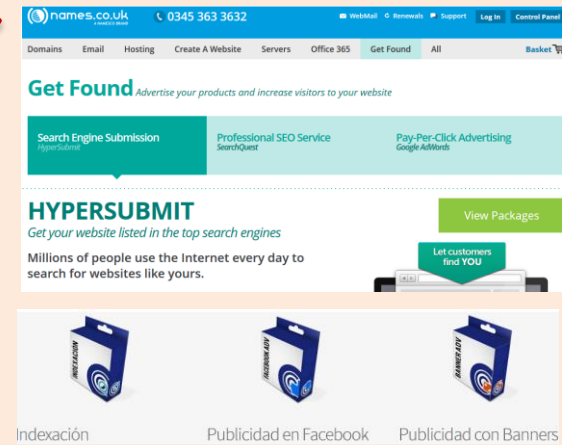 names.co.uk
A NAMESCO BRAND
0345 363 3632
WebMail
Renewals
Support
Log In
Control Panel
Domains
Email
Hosting
Create A Website
Servers
Office 365
Get Found
All
Basket
Get Found Advertise your products and increase visitors to your website
Search Engine Submission
HyperSubmit
Professional SEO Service
SearchQuest
Pay-Per-Click Advertising
Google AdWords
HYPERSUBMIT
Get your website listed in the top search engines
View Packages
Millions of people use the Internet every day to
search for websites like yours.
Let customers
find YOU
INDEXACIÓN
FACEBOOK ADV
BANNER ADV
Indexación
Publicidad en Facebook
Publicidad con Banners